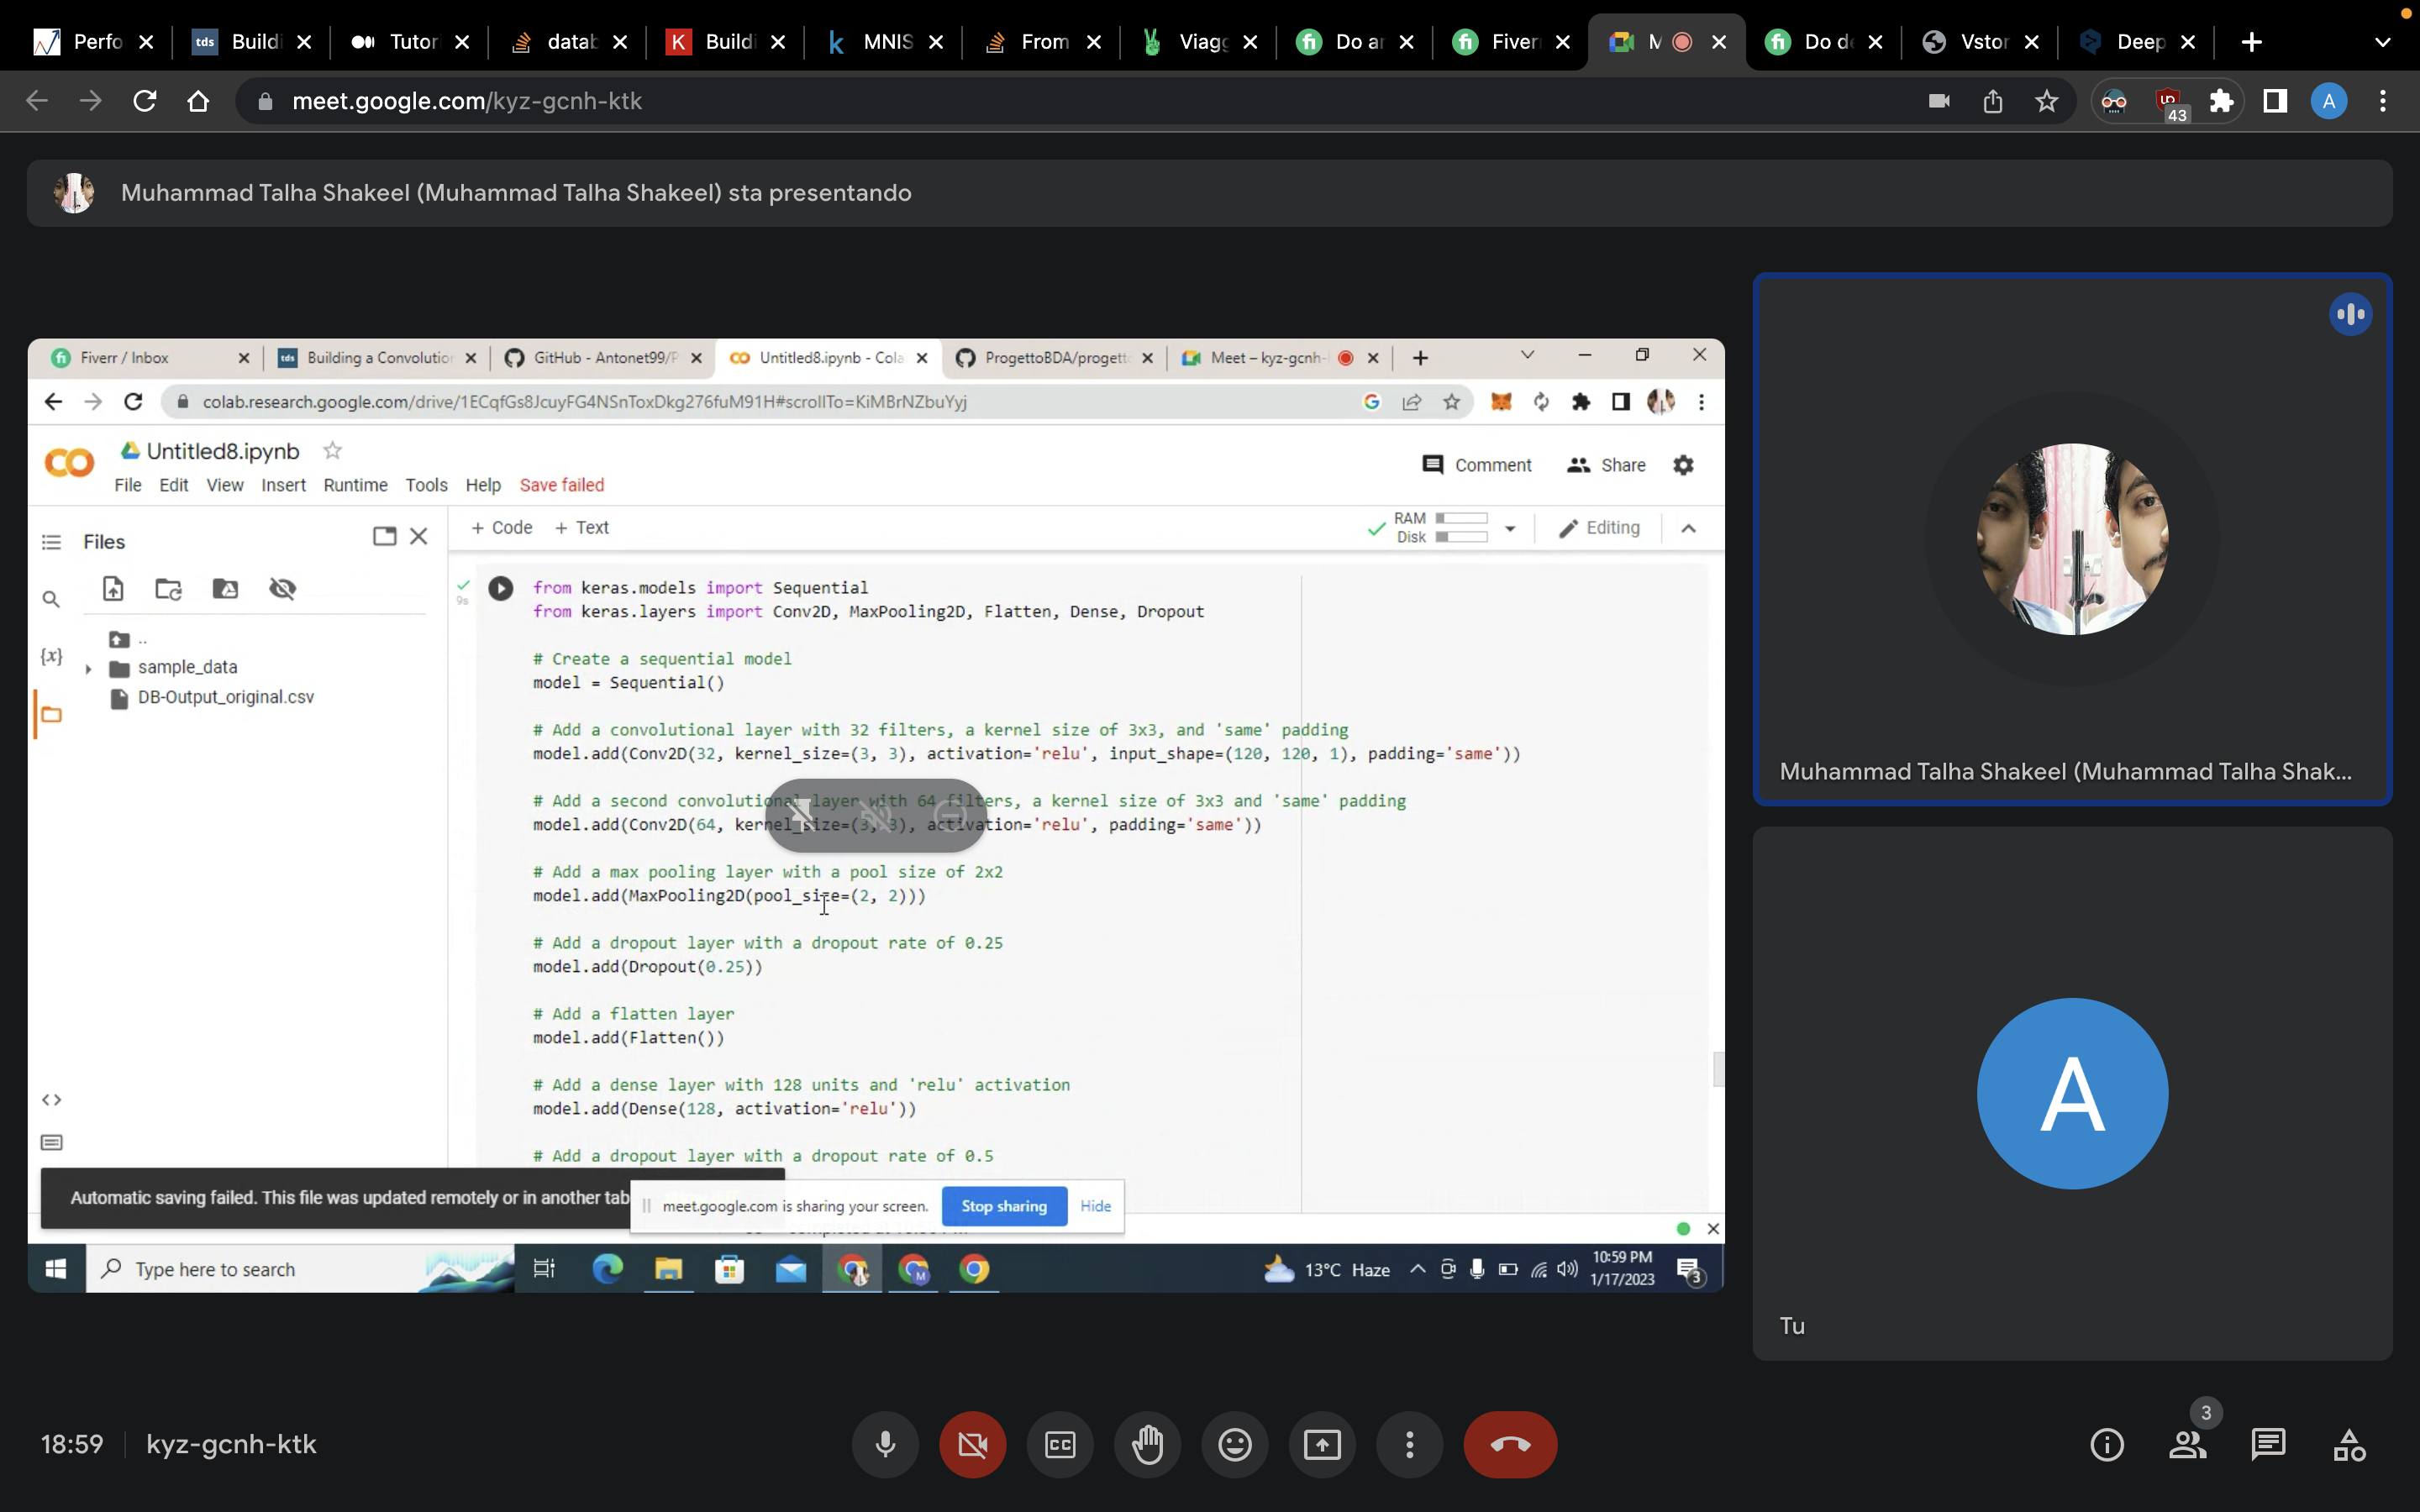 Perfo
tds Buildi
Tutor
datab
K Buildi
k MNIS
From
Viagg
fi Do ar
fi Fiver
M
fi Do de
Vstor
Deep
meet.google.com/kyz-gcnh-ktk
43
A
Muhammad Talha Shakeel (Muhammad Talha Shakeel) sta presentando
fi Fiverr / Inbox
tds Building a Convolution
GitHub - Antonet99/P
Untitled8.ipynb - Cola
ProgettoBDA/progett
Meet – kyz-gcnh-
colab.research.google.com/drive/1ECqfGs8JcuyFG4NSnToxDkg276fuM91H#scrollTo=KiMBrNZbuYyj
Untitled8.ipynb
File Edit View Insert Runtime Tools Help Save failed
Comment
Share
Files
+ Code + Text
RAM
Disk
Editing
..
sample_data
DB-Output_original.csv
{x}
9s
from keras.models import Sequential
from keras.layers import Conv2D, MaxPooling2D, Flatten, Dense, Dropout
# Create a sequential model
model = Sequential()
# Add a convolutional layer with 32 filters, a kernel size of 3x3, and 'same' padding
model.add(Conv2D(32, kernel_size=(3, 3), activation='relu', input_shape=(120, 120, 1), padding='same'))
# Add a second convolutional layer with 64 filters, a kernel size of 3x3 and 'same' padding
model.add(Conv2D(64, kernel_size=(3, 3), activation='relu', padding='same'))
# Add a max pooling layer with a pool size of 2x2
model.add(MaxPooling2D(pool_size=(2, 2)))
# Add a dropout layer with a dropout rate of 0.25
model.add(Dropout(0.25))
# Add a flatten layer
model.add(Flatten())
# Add a dense layer with 128 units and 'relu' activation
model.add(Dense(128, activation='relu'))
# Add a dropout layer with a dropout rate of 0.5
Automatic saving failed. This file was updated remotely or in another tab
meet.google.com is sharing your screen.
Stop sharing
Hide
Type here to search
M
13°C Haze
10:59 PM
1/17/2023
3
Muhammad Talha Shakeel (Muhammad Talha Shak...
A
Tu
18:59
kyz-gcnh-ktk
CC
3